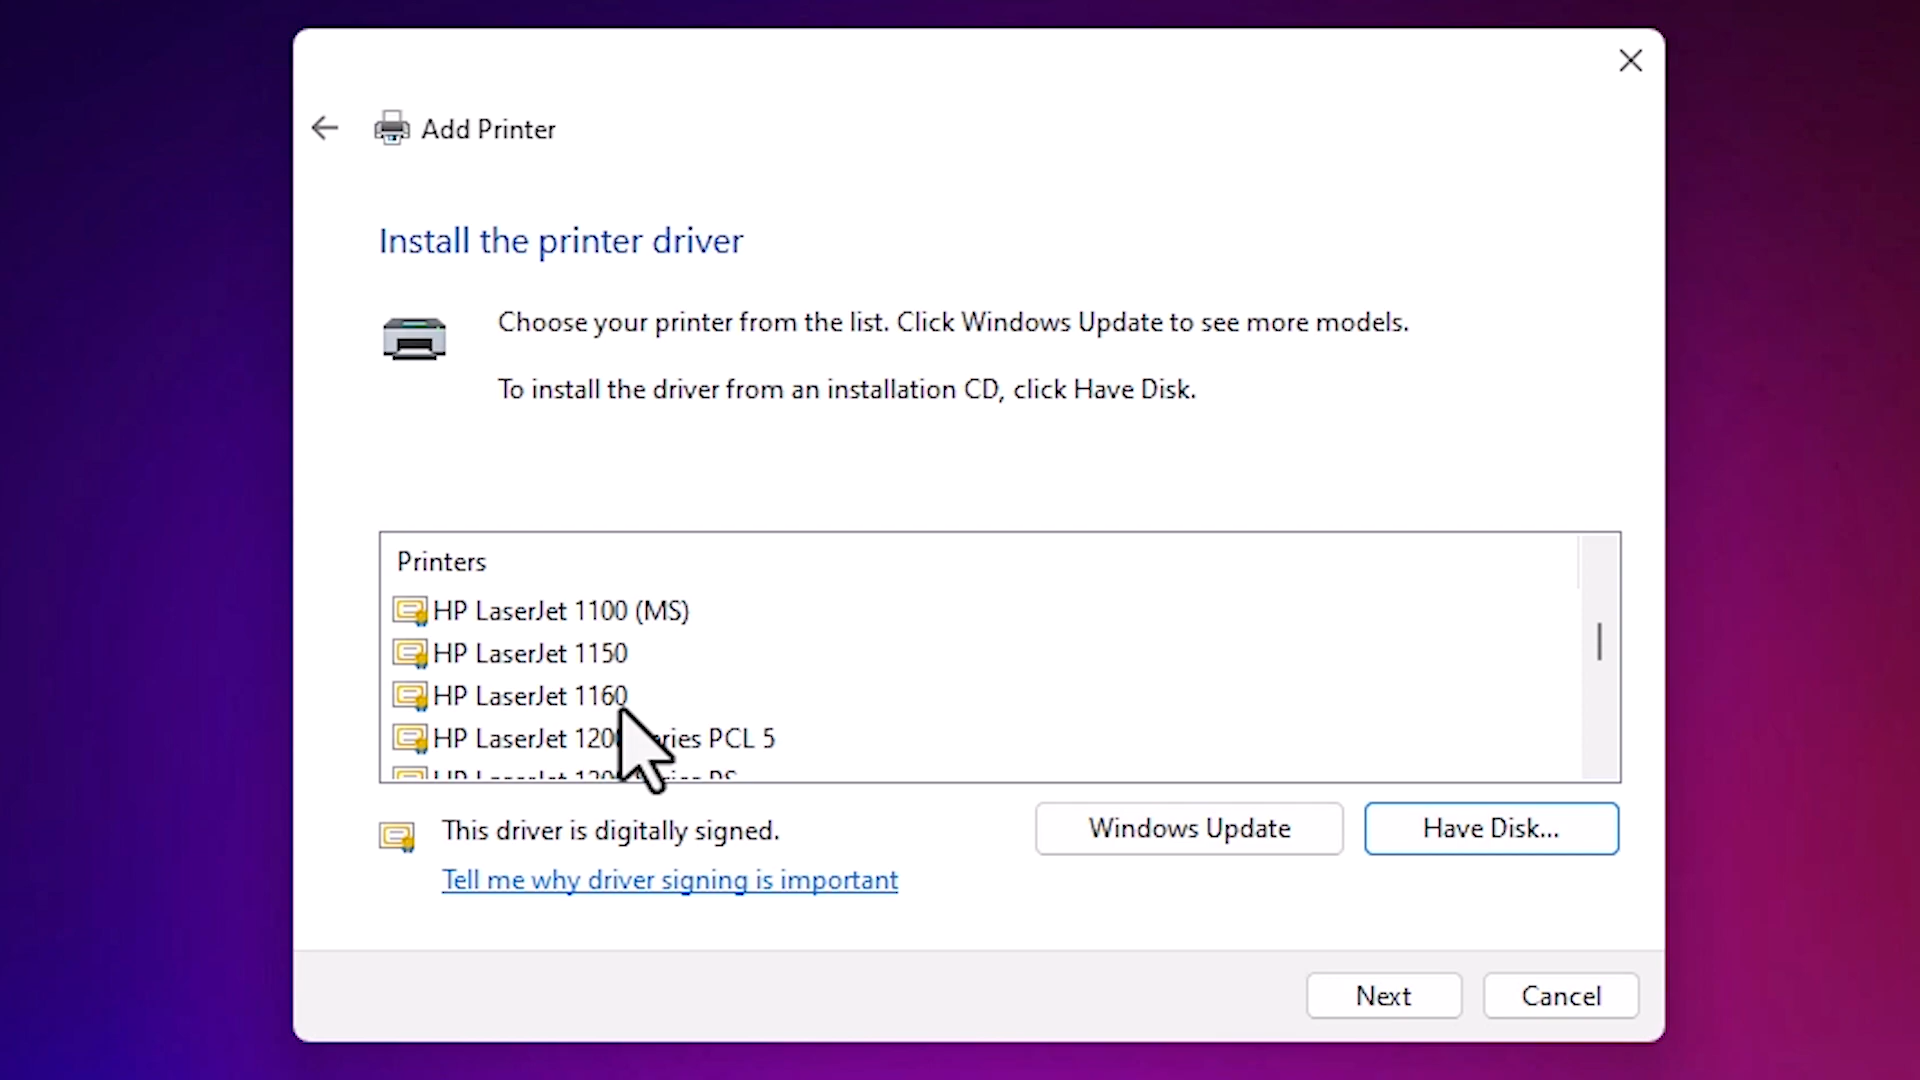 Add Printer
Install the printer driver
Choose your printer from the list. Click Windows Update to see more models.
To install the driver from an installation CD, click Have Disk.
Printers
HP LaserJet 1100 (MS)
HP LaserJet 1150
HP LaserJet 1160
HP LaserJet PCL 5
This driver is digitally signed.
Windows Update
Have Disk...
Tell me why driver signing is important
Next
Cancel